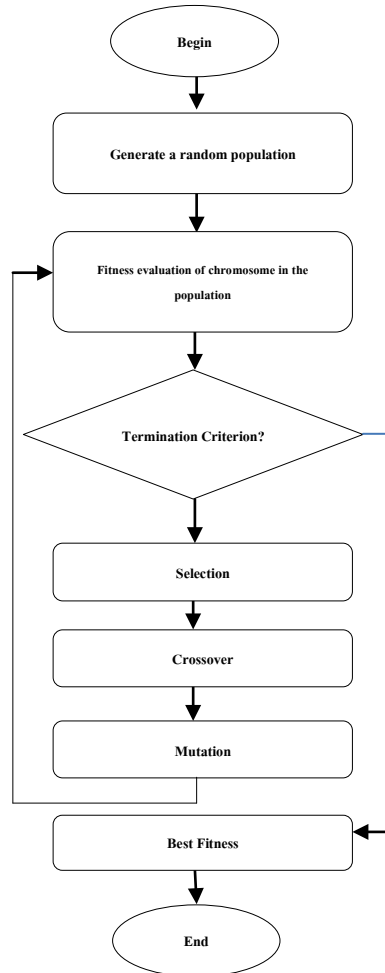 Begin
Generate a random population
Fitness evaluation of chromosome in the
population
Termination Criterion?
Selection
Crossover
Mutation
Best Fitness
End